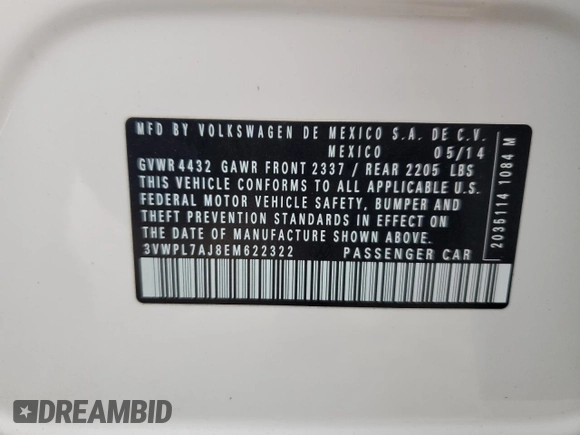 MFD BY VOLKSWAGEN DE MEXICO S.A. DE C.V.
MEXICO 05/14
GVWR 4432 GAWR FRONT 2337 / REAR 2205 LBS
THIS VEHICLE CONFORMS TO ALL APPLICABLE U.S.
FEDERAL MOTOR VEHICLE SAFETY, BUMPER AND
THEFT PREVENTION STANDARDS IN EFFECT ON
THE DATE OF MANUFACTURE SHOWN ABOVE.
3VWPL7AJ8EM622322 PASSENGER CAR
2035114 1084 M
DREAMBID